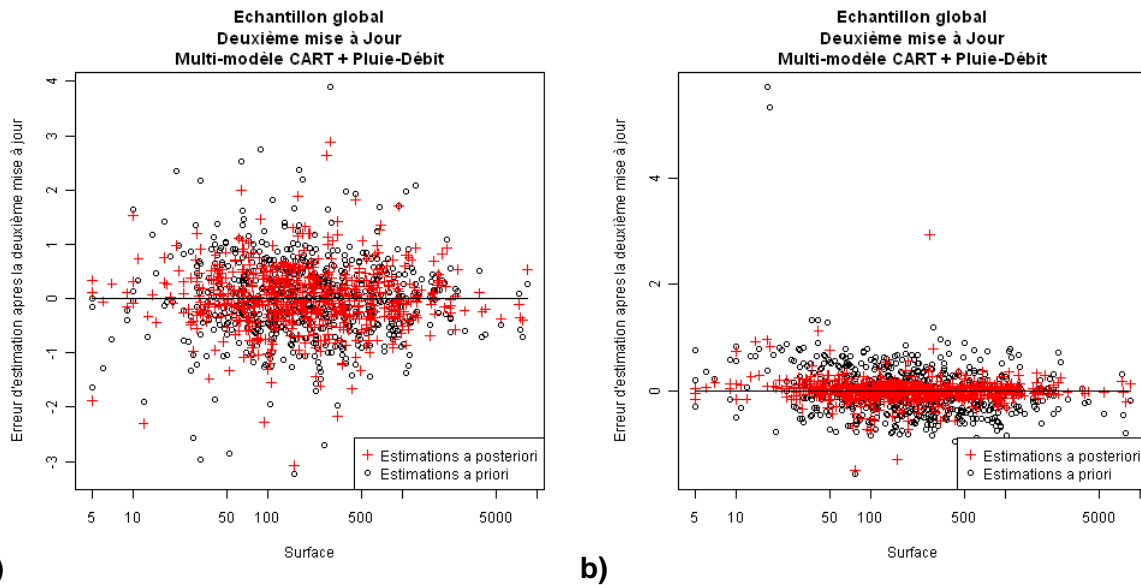 Echantillon global
Deuxième mise à Jour
Multi-modèle CART + Pluie-Débit
Erreur d'estimation après la deuxième mise à jour
4
3
2
1
0
-1
-2
-3
Estimations a posteriori
Estimations a priori
5 10 50 100 500 5000
Surface
)
Echantillon global
Deuxième mise à Jour
Multi-modèle CART + Pluie-Débit
Erreur d'estimation après la deuxième mise à jour
4
2
0
Estimations a posteriori
Estimations a priori
5 10 50 100 500 5000
Surface
b)